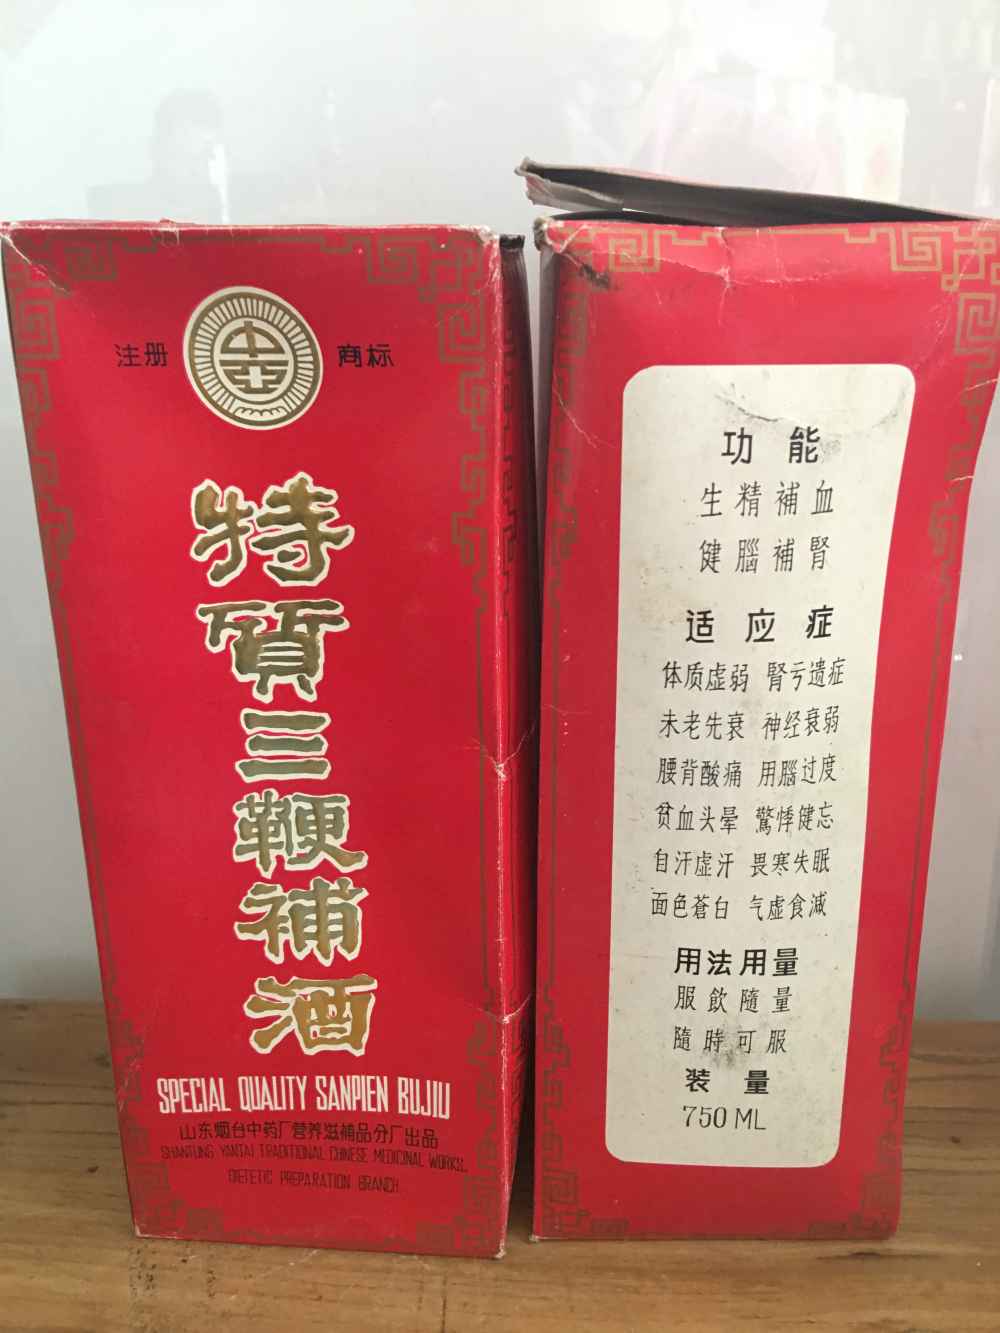 注册 商标
特質三鞭補酒
SPECIAL QUALITY SANPIEN BUJIU
山东烟台中药厂营养滋補品分厂出品
SHANTUNG YANTAI TRADITIONAL CHINESE MEDICINAL WORKS.
DIETETIC PREPARATION BRANCH
功能
生精補血
健腦補腎
适应症
体质虚弱 腎亏遗症
未老先衰 神经衰弱
腰背酸痛 用腦过度
贫血头晕 驚悸健忘
自汗虚汗 畏寒失眠
面色蒼白 气虚食減
用法用量
服飲隨量
隨時可服
装量
750 ML